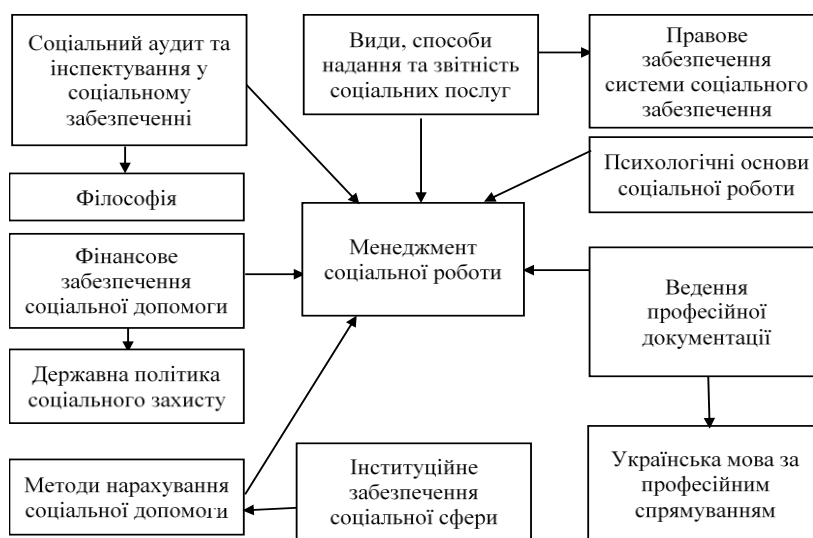 Соціальний аудит та
інспектування у
соціальному
забезпеченні
Види, способи
надання та звітність
соціальних послуг
Правове
забезпечення
системи соціального
забезпечення
Філософія
Психологічні основи
соціальної роботи
Фінансове
забезпечення
соціальної допомоги
Менеджмент
соціальної роботи
Ведення
професійної
документації
Державна політика
соціального захисту
Методи нарахування
соціальної допомоги
Інституційне
забезпечення
соціальної сфери
Українська мова за
професійним
спрямуванням